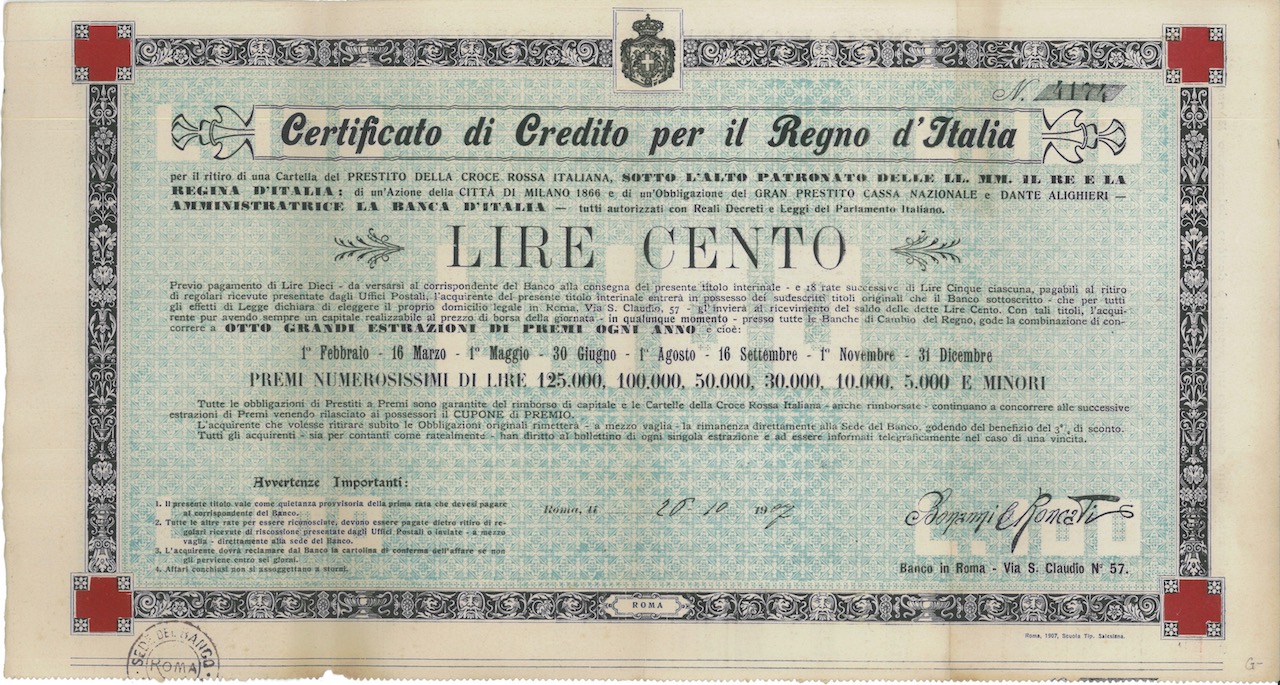 N. 4174
Certificato di Credito per il Regno d'Italia
per il ritiro di una Cartella del PRESTITO DELLA CROCE ROSSA ITALIANA, SOTTO L'ALTO PATRONATO DELLE LL. MM. IL RE E LA
REGINA D'ITALIA: di un'Azione della CITTÀ DI MILANO 1866 e di un'Obbligazione del GRAN PRESTITO CASSA NAZIONALE e DANTE ALIGHIERI —
AMMINISTRATRICE LA BANCA D'ITALIA — tutti autorizzati con Reali Decreti e Leggi del Parlamento Italiano.
LIRE CENTO
Previo pagamento di Lire Dieci - da versarsi al corrispondente del Banco alla consegna del presente titolo interinale - e 18 rate successive di Lire Cinque ciascuna, pagabili al ritiro
di regolari ricevute presentate dagli Uffici Postali, l'acquirente del presente titolo interinale entrerà in possesso dei sudescritti titoli originali che il Banco sottoscritto - che per tutti
gli effetti di Legge dichiara di eleggere il proprio domicilio legale in Roma, Via S. Claudio, 57 - gl'invierà al ricevimento del saldo delle dette Lire Cento. Con tali titoli, l'acqui-
rente pur avendo sempre un capitale realizzabile al prezzo di borsa della giornata - in qualunque momento - presso tutte le Banche di Cambio del Regno, gode la combinazione di con-
correre a OTTO GRANDI ESTRAZIONI DI PREMI OGNI ANNO e cioè:
1º Febbraio - 16 Marzo - 1º Maggio - 30 Giugno - 1º Agosto - 16 Settembre - 1º Novembre - 31 Dicembre
PREMI NUMEROSISSIMI DI LIRE 125.000, 100.000, 50.000, 30.000, 10.000, 5.000 E MINORI
Tutte le obbligazioni di Prestiti a Premi sono garantite del rimborso di capitale e le Cartelle della Croce Rossa Italiana - anche rimborsate - continuano a concorrere alle successive
estrazioni di Premi venendo rilasciato ai possessori il CUPONE di PREMIO.
L'acquirente che volesse ritirare subito le Obbligazioni originali rimetterà - a mezzo vaglia - la rimanenza direttamente alla Sede del Banco, godendo del beneficio del 3% di sconto.
Tutti gli acquirenti - sia per contanti come ratealmente - han diritto al bollettino di ogni singola estrazione e ad essere informati telegraficamente nel caso di una vincita.
Avvertenze Importanti:
1. Il presente titolo vale come quietanza provvisoria della prima rata che devesi pagare
al corrispondente del Banco.
2. Tutte le altre rate per essere riconosciute, devono essere pagate dietro ritiro di re-
golari ricevute di riscossione presentate dagli Uffici Postali o inviate - a mezzo
vaglia - direttamente alla sede del Banco.
3. L'acquirente dovrà reclamare dal Banco la cartolina di conferma dell'affare se non
gli perviene entro sei giorni.
4. Affari conchiusi non si assoggettano a storni.
Roma, li 26-10 1907
Bonanni C Roncati
Banco in Roma - Via S. Claudio Nº 57.
ROMA
Roma, 1907, Scuola Tip. Salesiana.
SEDE DEL BANCO
ROMA
G-